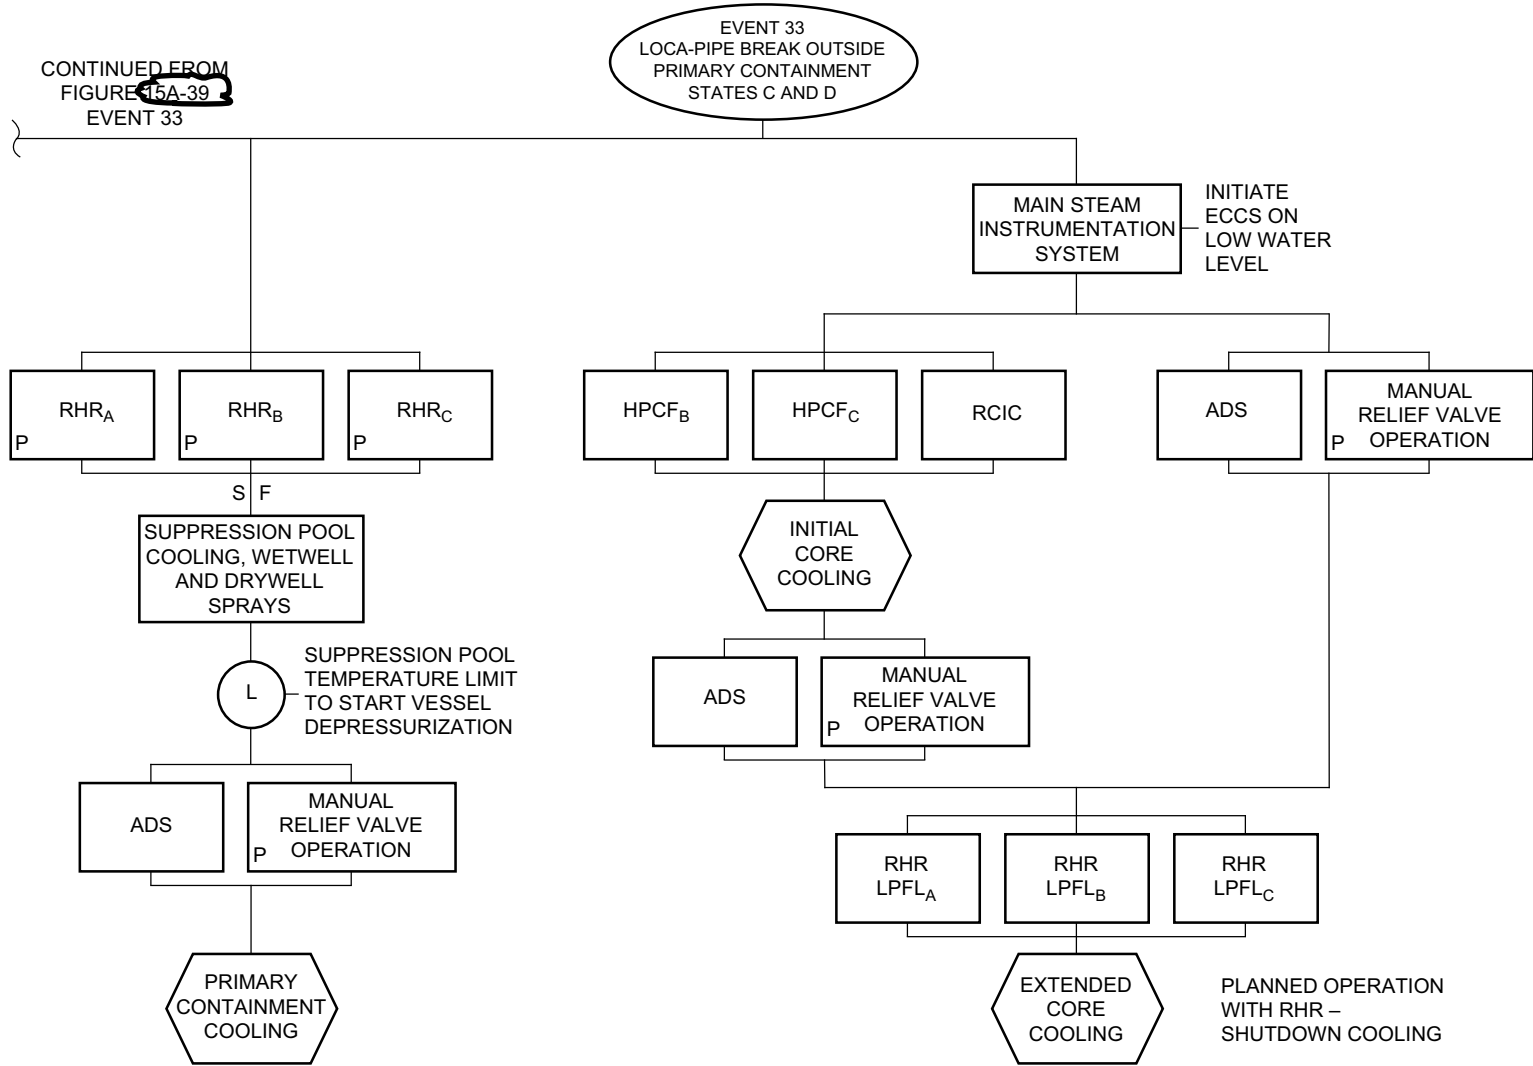 EVENT 33
LOCA-PIPE BREAK OUTSIDE
PRIMARY CONTAINMENT
STATES C AND D
CONTINUED FROM
FIGURE 15A-39
EVENT 33
MAIN STEAM
INSTRUMENTATION
SYSTEM
INITIATE
ECCS ON
LOW WATER
LEVEL
RHRA
P
RHRB
P
RHRC
P
HPCFB
HPCFC
RCIC
ADS
MANUAL
RELIEF VALVE
P OPERATION
S F
SUPPRESSION POOL
COOLING, WETWELL
AND DRYWELL
SPRAYS
INITIAL
CORE
COOLING
L
SUPPRESSION POOL
TEMPERATURE LIMIT
TO START VESSEL
DEPRESSURIZATION
ADS
MANUAL
RELIEF VALVE
P OPERATION
ADS
MANUAL
RELIEF VALVE
P OPERATION
RHR
LPFLA
RHR
LPFLB
RHR
LPFLC
PRIMARY
CONTAINMENT
COOLING
EXTENDED
CORE
COOLING
PLANNED OPERATION
WITH RHR –
SHUTDOWN COOLING